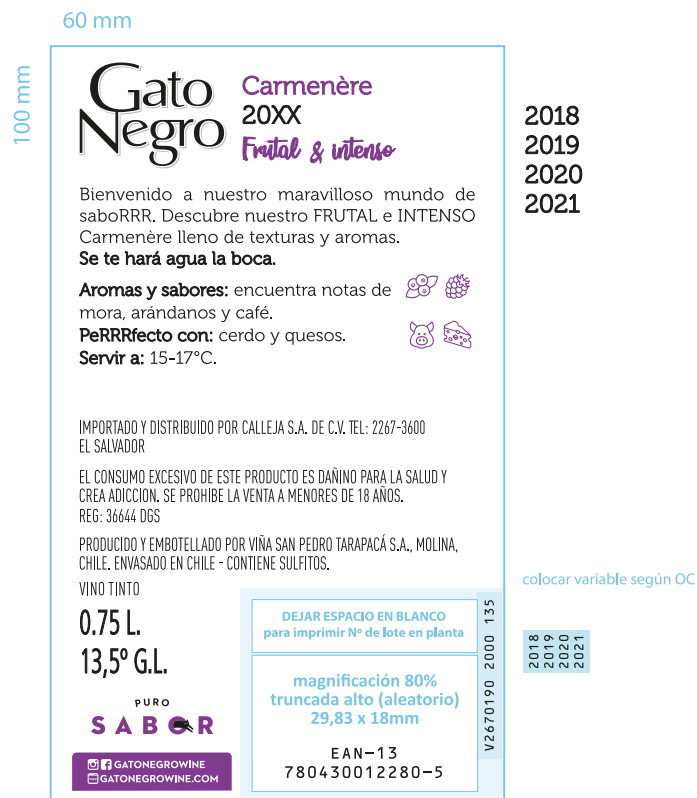 60 mm
100 mm
Gato
Negro
Carmenère
20XX
Frutal & intenso
Bienvenido a nuestro maravilloso mundo de
saboRRR. Descubre nuestro FRUTAL e INTENSO
Carmenère lleno de texturas y aromas.
Se te hará agua la boca.
Aromas y sabores: encuentra notas de
mora, arándanos y café.
PeRRRfecto con: cerdo y quesos.
Servir a: 15-17°C.
IMPORTADO Y DISTRIBUIDO POR CALLEJA S.A. DE C.V. TEL: 2267-3600
EL SALVADOR
EL CONSUMO EXCESIVO DE ESTE PRODUCTO ES DAÑINO PARA LA SALUD Y
CREA ADICCION. SE PROHIBE LA VENTA A MENORES DE 18 AÑOS.
REG: 36644 DGS
PRODUCIDO Y EMBOTELLADO POR VIÑA SAN PEDRO TARAPACÁ S.A., MOLINA,
CHILE. ENVASADO EN CHILE - CONTIENE SULFITOS.
VINO TINTO
0.75 L.
13,5º G.L.
PURO
SABOR
GATONEGROWINE
GATONEGROWINE.COM
DEJAR ESPACIO EN BLANCO
para imprimir Nº de lote en planta
magnificación 80%
truncada alto (aleatorio)
29,83 x 18mm
EAN-13
780430012280-5
V2670190 2000 135
2018
2019
2020
2021
colocar variable según OC
2018
2019
2020
2021